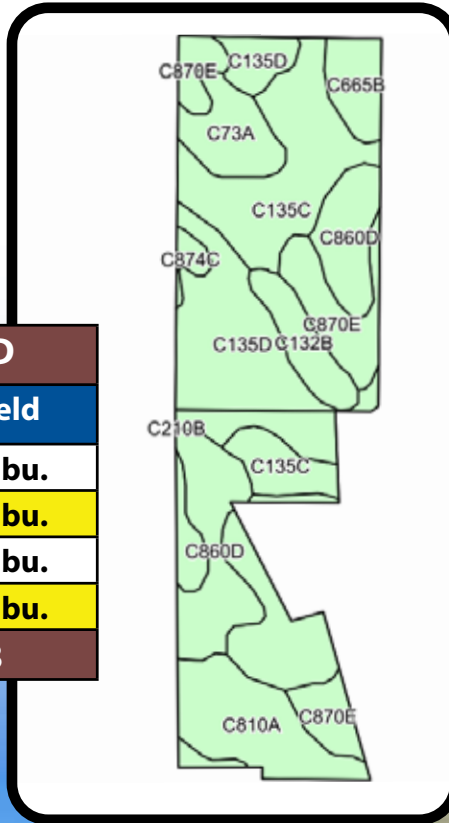 D
eld
bu.
bu.
bu.
bu.
C870E
C135D
C665B
C73A
C135C
C860D
C874C
C870E
C135D
C132B
C210B
C135C
C860D
C870E
C810A